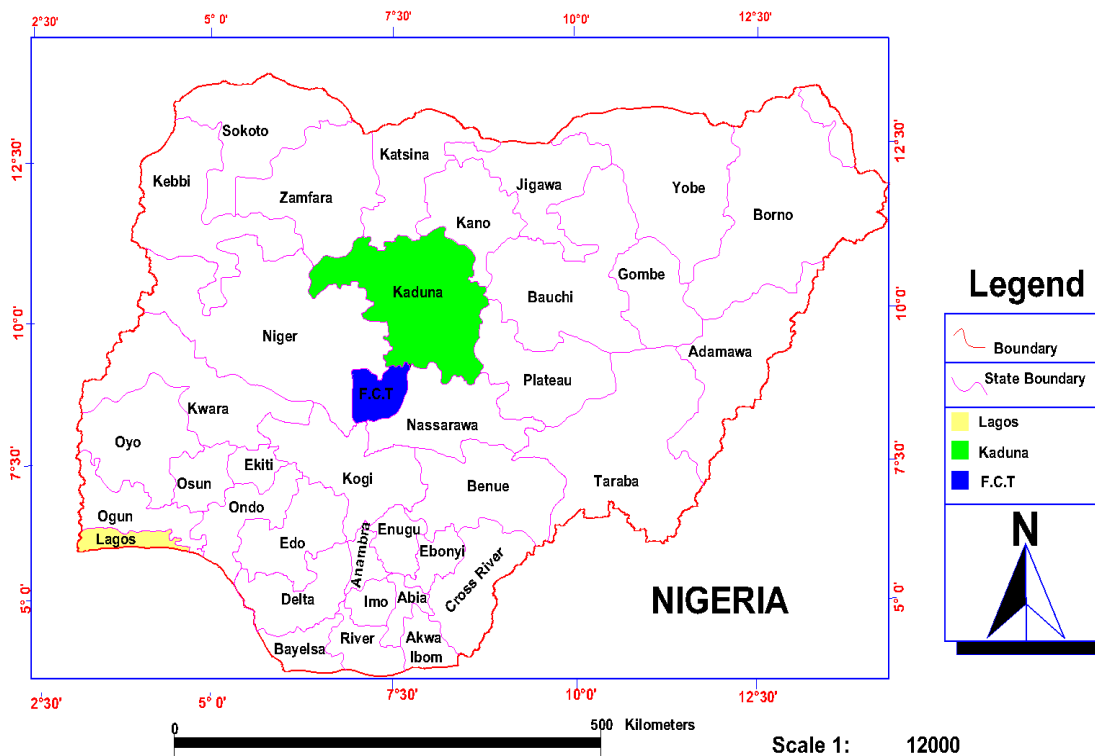 2°30'
5° 0'
7°30'
10° 0'
12°30'
12°30'
12°30'
Sokoto
Katsina
Kebbi
Zamfara
Jigawa
Yobe
Borno
Kano
Kaduna
Bauchi
Gombe
10° 0'
10° 0'
Niger
Adamawa
Plateau
F.C.T
Kwara
Nassarawa
Oyo
7°30'
7°30'
Ekiti
Osun
Kogi
Benue
Taraba
Ondo
Ogun
Lagos
Edo
Anambra
Enugu
Ebonyi
Cross River
5° 0'
5° 0'
Delta
Imo
Abia
Bayelsa
River
Akwa
Ibom
NIGERIA
2°30'
5° 0'
7°30'
10° 0'
12°30'
0
500 Kilometers
Scale 1: 12000
Legend
Boundary
State Boundary
Lagos
Kaduna
F.C.T
N